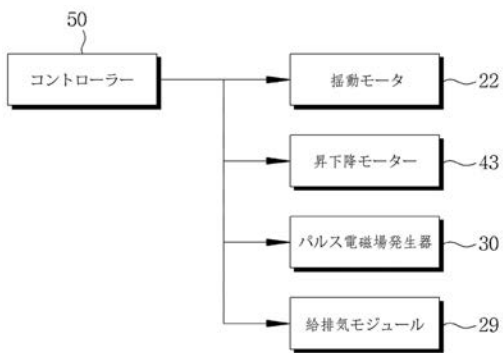 50
コントローラー
揺動モータ 22
昇下降モーター 43
パルス電磁場発生器 30
給排気モジュール 29